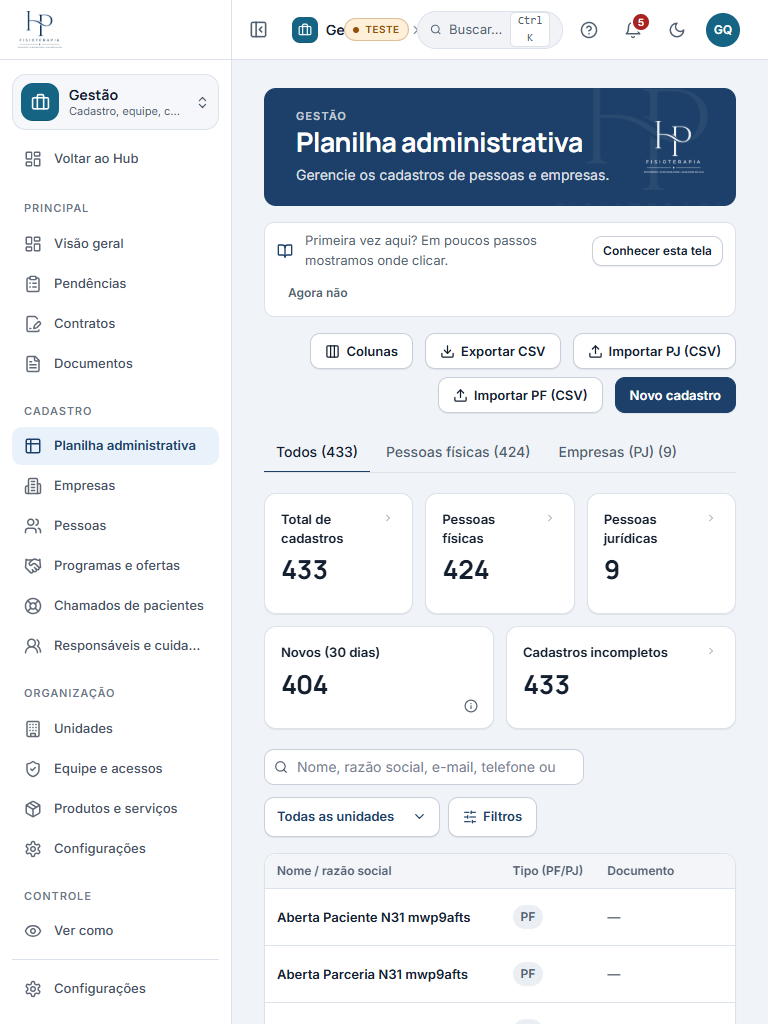 hp
FISIOTERAPIA
Gestão
Cadastro, equipe, c...
Voltar ao Hub
PRINCIPAL
Visão geral
Pendências
Contratos
Documentos
CADASTRO
Planilha administrativa
Empresas
Pessoas
Programas e ofertas
Chamados de pacientes
Responsáveis e cuida...
ORGANIZAÇÃO
Unidades
Equipe e acessos
Produtos e serviços
Configurações
CONTROLE
Ver como
Configurações
Ge
TESTE
Buscar...
Ctrl
K
5
GQ
GESTÃO
Planilha administrativa
Gerencie os cadastros de pessoas e empresas.
hp
FISIOTERAPIA
Primeira vez aqui? Em poucos passos
mostramos onde clicar.
Conhecer esta tela
Agora não
Colunas
Exportar CSV
Importar PJ (CSV)
Importar PF (CSV)
Novo cadastro
Todos (433)
Pessoas físicas (424)
Empresas (PJ) (9)
Total de
cadastros
433
Pessoas
físicas
424
Pessoas
jurídicas
9
Novos (30 dias)
404
Cadastros incompletos
433
Nome, razão social, e-mail, telefone ou
Todas as unidades
Filtros
Nome / razão social Tipo (PF/PJ) Documento
Aberta Paciente N31 mwp9afts PF —
Aberta Parceria N31 mwp9afts PF —